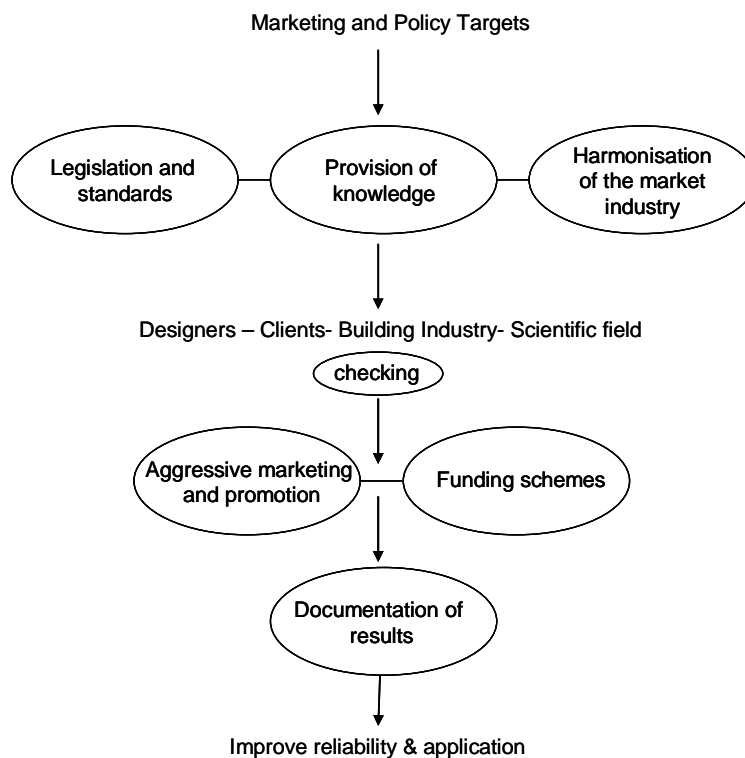 Marketing and Policy Targets
Legislation and
standards
Provision of
knowledge
Harmonisation
of the market
industry
Designers – Clients- Building Industry- Scientific field
checking
Aggressive marketing
and promotion
Funding schemes
Documentation of
results
Improve reliability & application